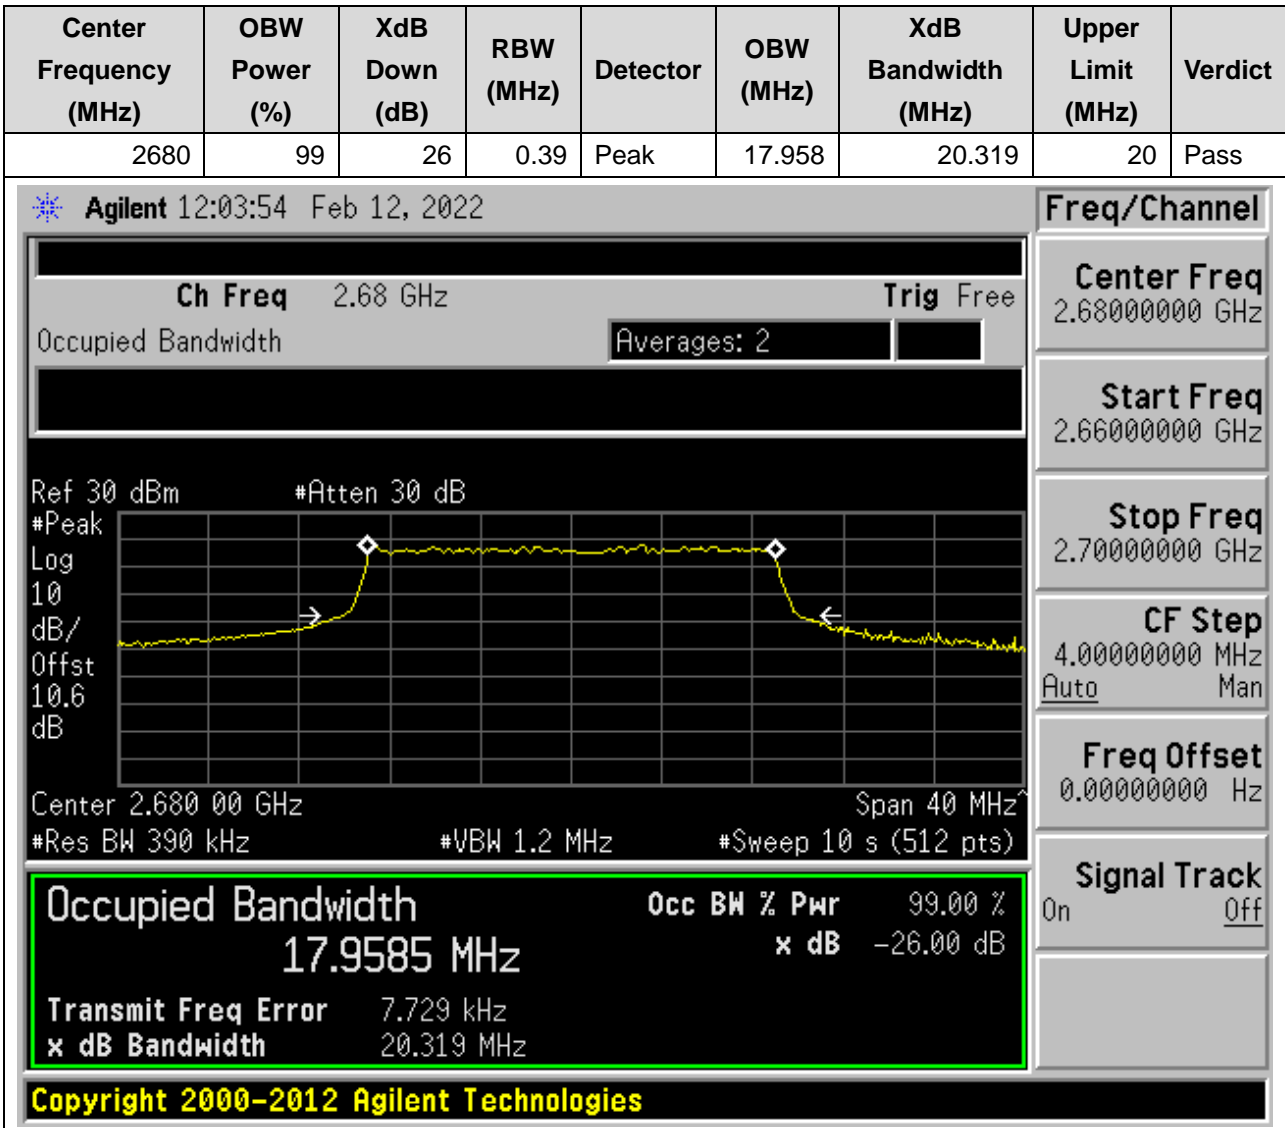 Center Frequency (MHz) OBW Power (%) XdB Down (dB) RBW (MHz) Detector OBW (MHz) XdB Bandwidth (MHz) Upper Limit (MHz) Verdict
2680 99 26 0.39 Peak 17.958 20.319 20 Pass
Agilent 12:03:54 Feb 12, 2022
Freq/Channel
Ch Freq 2.68 GHz Trig Free
Occupied Bandwidth Averages: 2
Center Freq
2.68000000 GHz
Start Freq
2.66000000 GHz
Stop Freq
2.70000000 GHz
CF Step
4.00000000 MHz
Auto Man
Freq Offset
0.00000000 Hz
Signal Track
On Off
Ref 30 dBm #Atten 30 dB
#Peak
Log
10
dB/
Offst
10.6
dB
Center 2.680 00 GHz Span 40 MHz^
#Res BW 390 kHz #VBW 1.2 MHz #Sweep 10 s (512 pts)
Occupied Bandwidth
17.9585 MHz
Occ BW % Pwr 99.00 %
x dB -26.00 dB
Transmit Freq Error 7.729 kHz
x dB Bandwidth 20.319 MHz
Copyright 2000-2012 Agilent Technologies